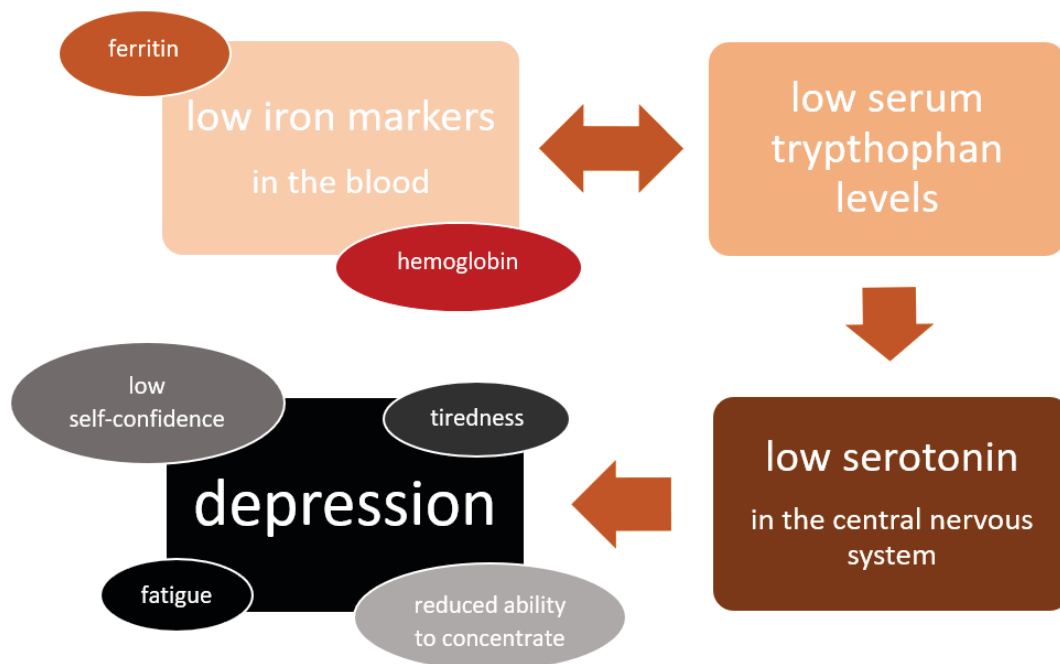 ferritin
low iron markers
in the blood
hemoglobin
low serum
trypthophan
levels
low serotonin
in the central nervous
system
low
self-confidence
tiredness
depression
fatigue
reduced ability
to concentrate